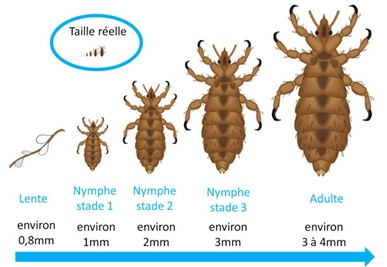 Taille réelle
Lente
Nymphe
stade 1
Nymphe
stade 2
Nymphe
stade 3
Adulte
environ
0,8mm
environ
1mm
environ
2mm
environ
3mm
environ
3 à 4mm